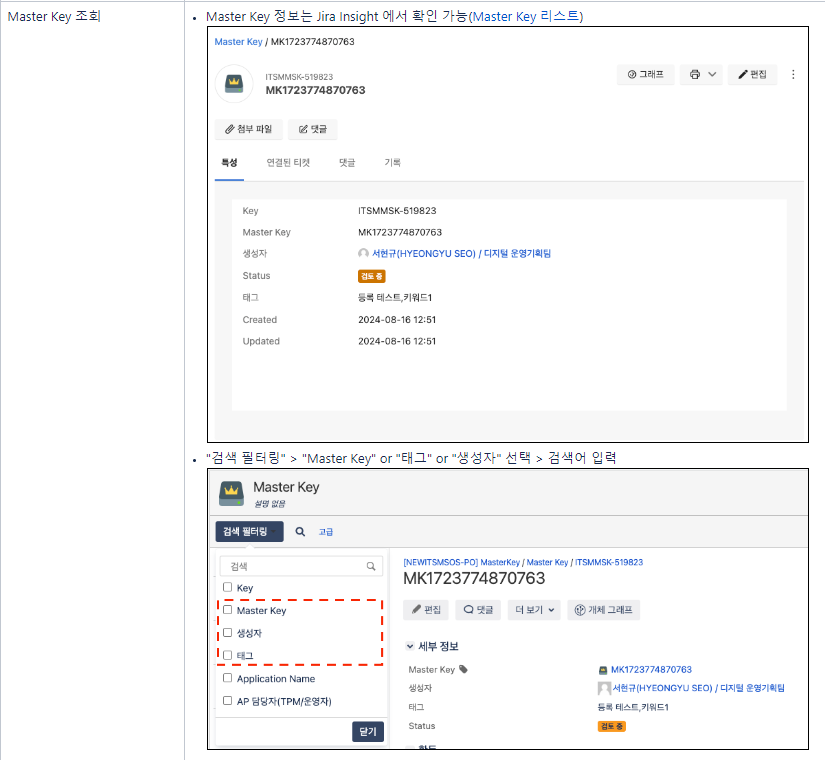 Master Key 조회
Master Key 정보는 Jira Insight 에서 확인 가능(Master Key 리스트)
Master Key / MK1723774870763
ITSMMSK-519823
MK1723774870763
그래프
편집
첨부 파일
댓글
특성 연결된 티켓 댓글 기록
Key ITSMMSK-519823
Master Key MK1723774870763
생성자 서현규(HYEONGYU SEO) / 디지털 운영기획팀
Status 검토 중
태그 등록 테스트,키워드1
Created 2024-08-16 12:51
Updated 2024-08-16 12:51
"검색 필터링" > "Master Key" or "태그" or "생성자" 선택 > 검색어 입력
Master Key
설명 없음
검색 필터링 고급
검색
Key
Master Key
생성자
태그
Application Name
AP 담당자(TPM/운영자)
닫기
[NEWITSMSOS-PO] MasterKey / Master Key / ITSMMSK-519823
MK1723774870763
편집 댓글 더 보기 개체 그래프
세부 정보
Master Key MK1723774870763
생성자 서현규(HYEONGYU SEO) / 디지털 운영기획팀
태그 등록 테스트,키워드1
Status 검토 중